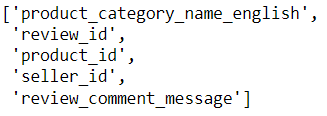 ['product_category_name_english',
'review_id',
'product_id',
'seller_id',
'review_comment_message']